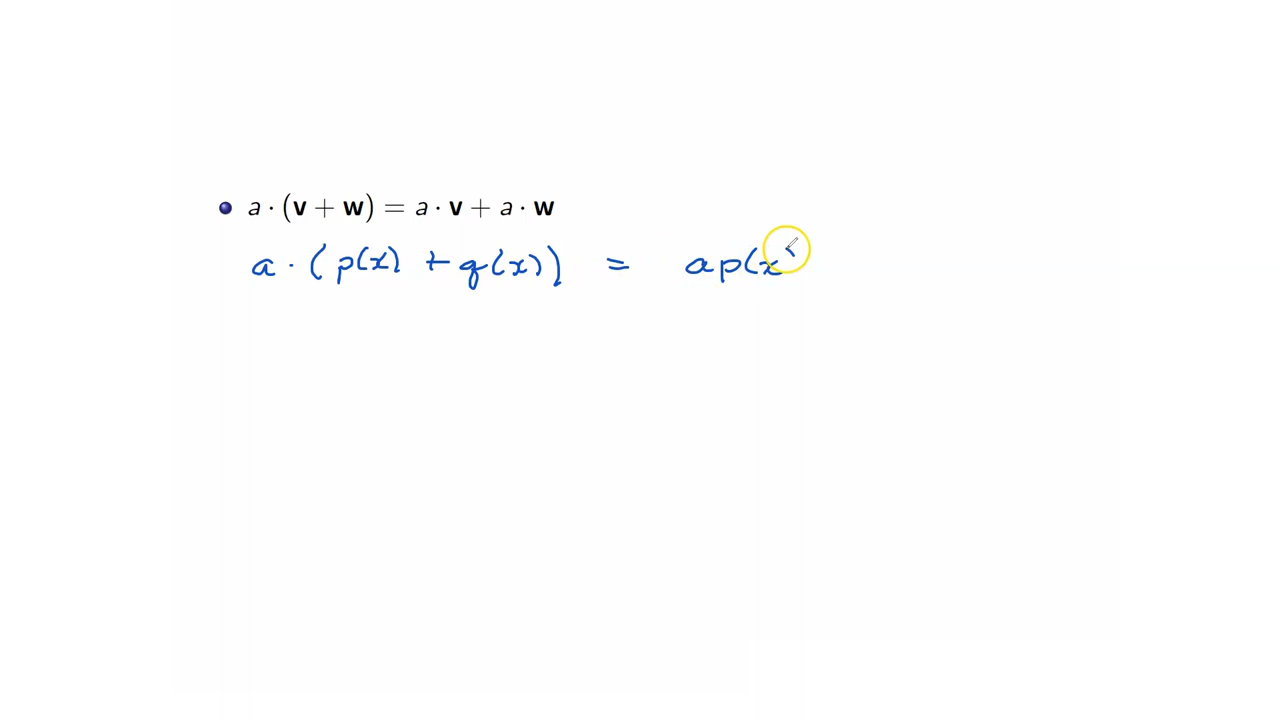 a · (v + w) = a · v + a · w
a · (p(x) + q(x)) = ap(x